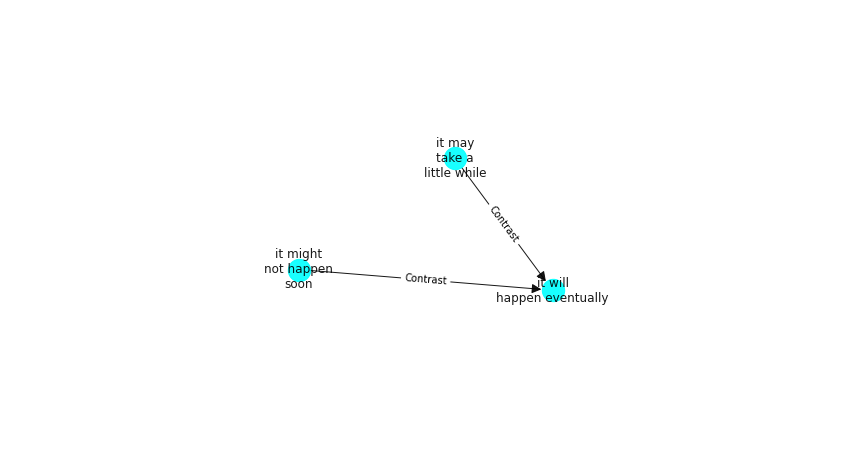 it may
take a
little while
Contrast
it might
not happen
soon
Contrast
it will
happen eventually